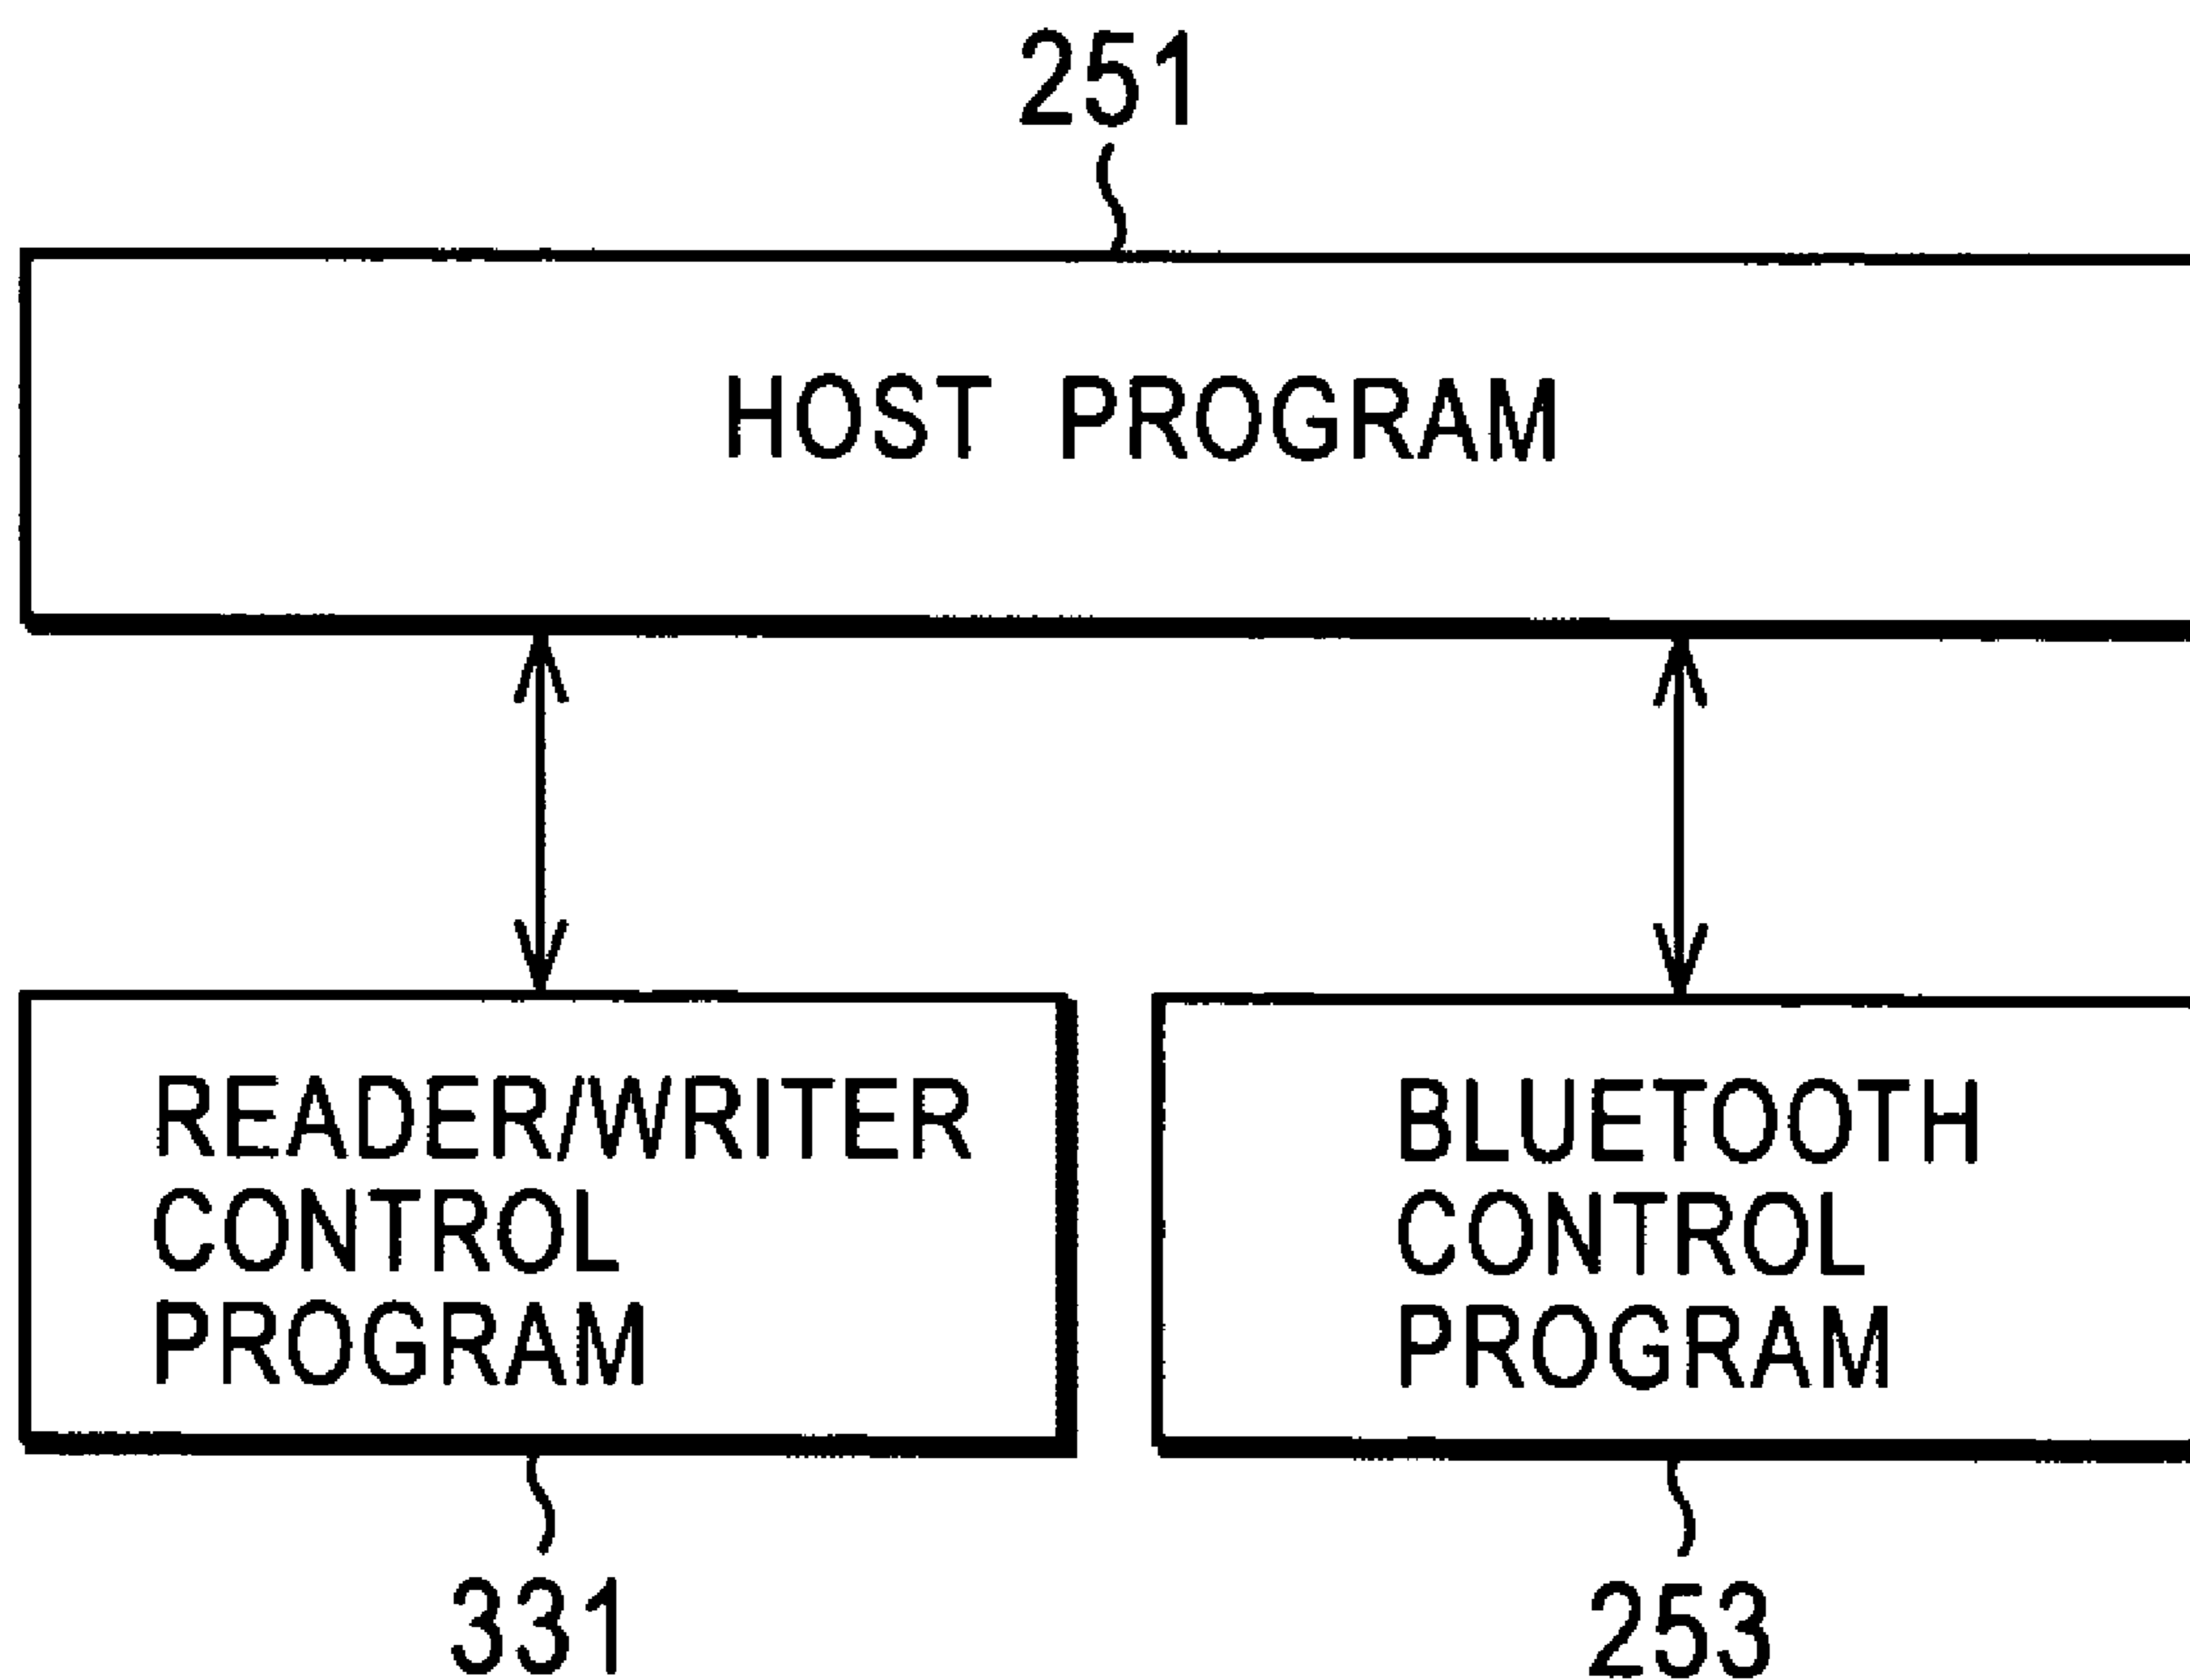 251
HOST PROGRAM
READER/WRITER
CONTROL
PROGRAM
BLUETOOTH
CONTROL
PROGRAM
331
253